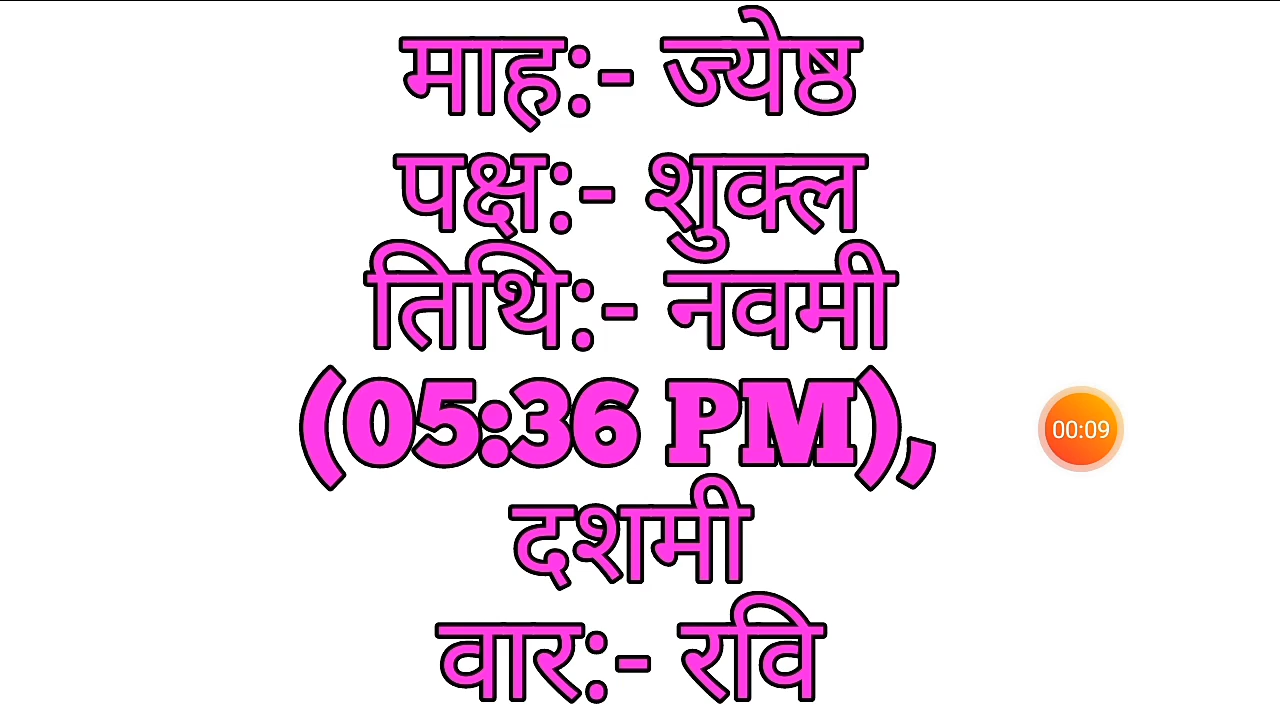 माह:- ज्येष्ठ
पक्ष:- शुक्ल
तिथि:- नवमी
(05:36 PM),
00:09
दशमी
वार:- रवि